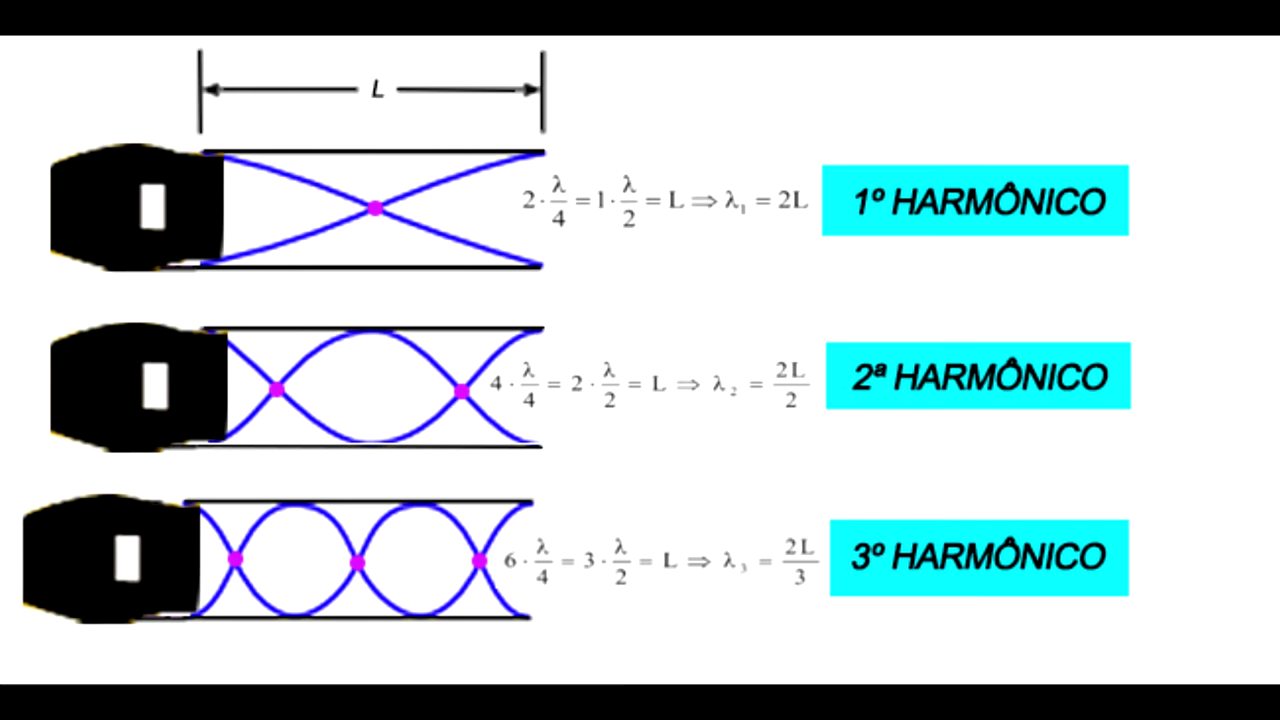 L
2 · λ/4 = 1 · λ/2 = L ⇒ λ₁ = 2L
1º HARMÔNICO
4 · λ/4 = 2 · λ/2 = L ⇒ λ₂ = 2L/2
2ª HARMÔNICO
6 · λ/4 = 3 · λ/2 = L ⇒ λ₃ = 2L/3
3º HARMÔNICO